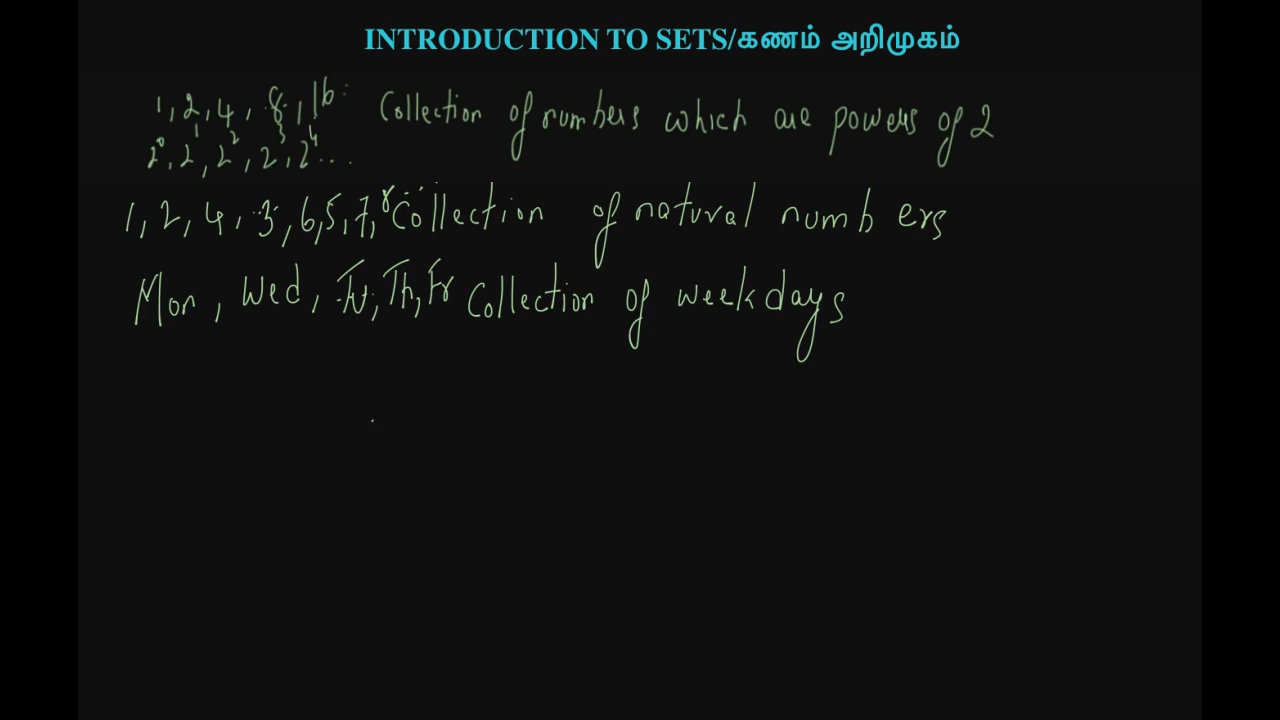 INTRODUCTION TO SETS/கணம் அறிமுகம்
1, 2, 4, 8, 16: Collection of numbers which are powers of 2
2⁰, 2¹, 2², 2³, 2⁴...
1, 2, 4, 3, 6, 5, 7, 8... Collection of natural numbers
Mon, Wed, Tu, Th, Fr Collection of weekdays